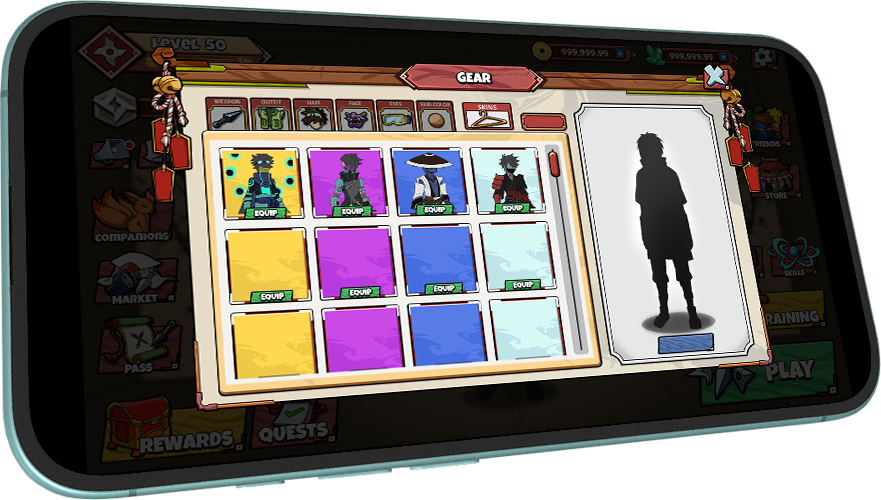 LEVEL 50
999,999.99
999,999.99
GEAR
WEAPON
OUTFIT
HAIR
FACE
EYES
SKIN COLOR
SKINS
EQUIP
EQUIP
EQUIP
EQUIP
EQUIP
EQUIP
EQUIP
EQUIP
COMPANIONS
MARKET
PASS
REWARDS
QUESTS
FRIENDS
STORE
SKILLS
TRAINING
PLAY